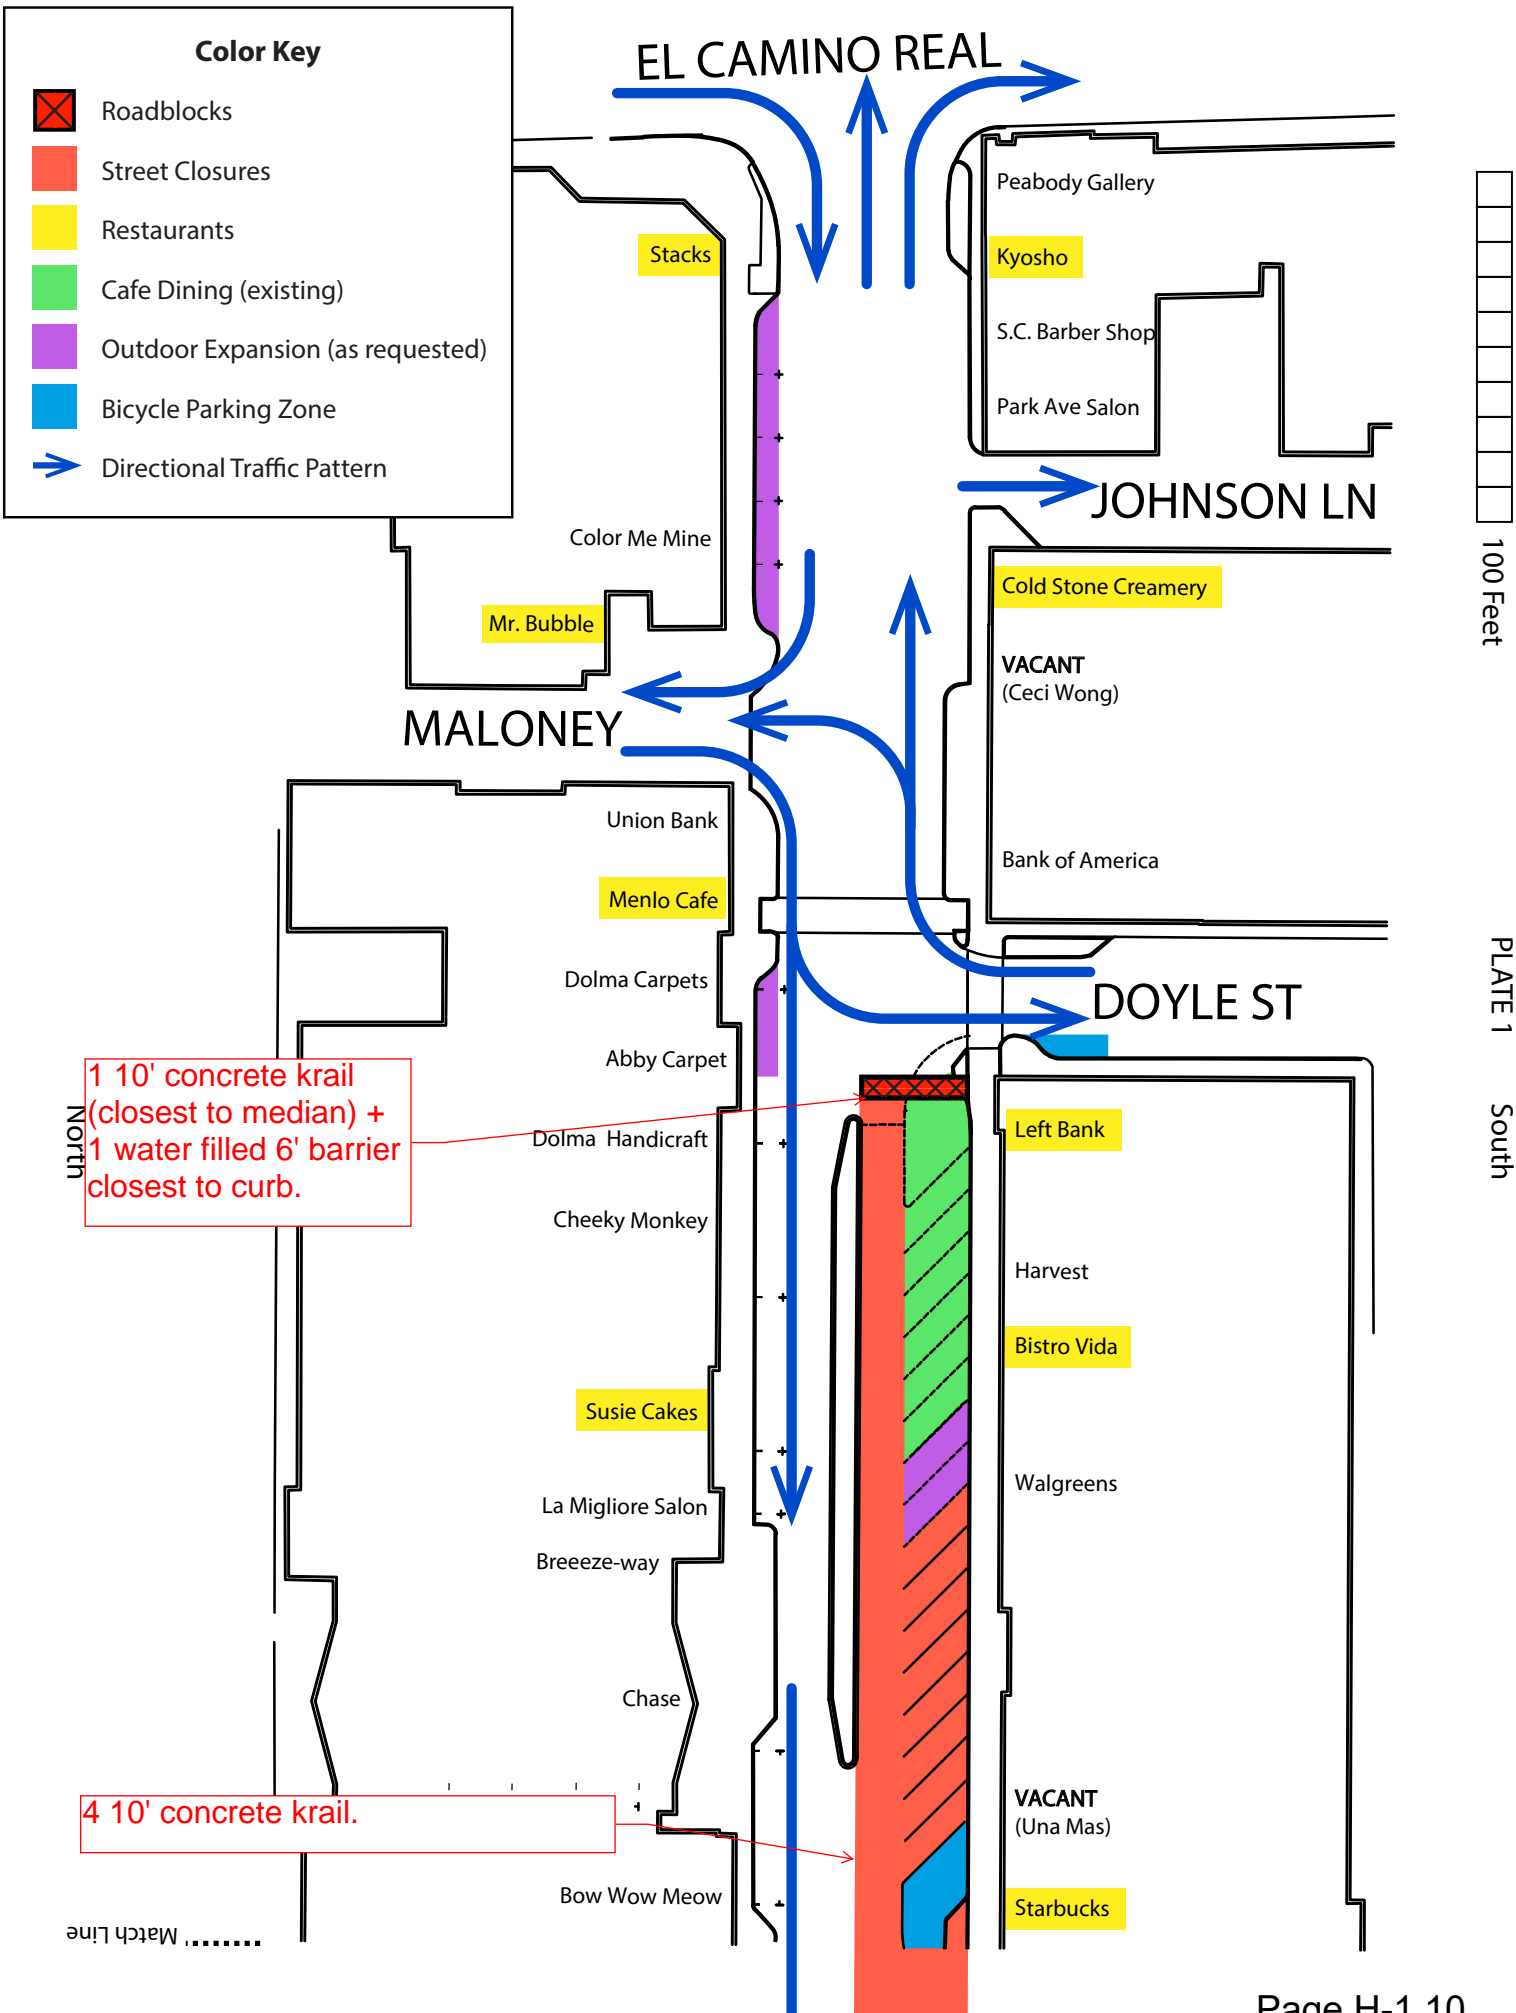 Color Key
Roadblocks
Street Closures
Restaurants
Cafe Dining (existing)
Outdoor Expansion (as requested)
Bicycle Parking Zone
Directional Traffic Pattern
EL CAMINO REAL
Peabody Gallery
Stacks
Kyosho
S.C. Barber Shop
Park Ave Salon
JOHNSON LN
100 Feet
Color Me Mine
Cold Stone Creamery
Mr. Bubble
VACANT
(Ceci Wong)
MALONEY
Union Bank
Bank of America
Menlo Cafe
Dolma Carpets
DOYLE ST
PLATE 1
South
Abby Carpet
1 10' concrete krail
(closest to median) +
1 water filled 6' barrier
closest to curb.
North
Left Bank
Dolma Handicraft
Cheeky Monkey
Harvest
Bistro Vida
Susie Cakes
Walgreens
La Migliore Salon
Breeeze-way
Chase
4 10' concrete krail.
VACANT
(Una Mas)
Bow Wow Meow
Starbucks
Match Line
Page H-1.10